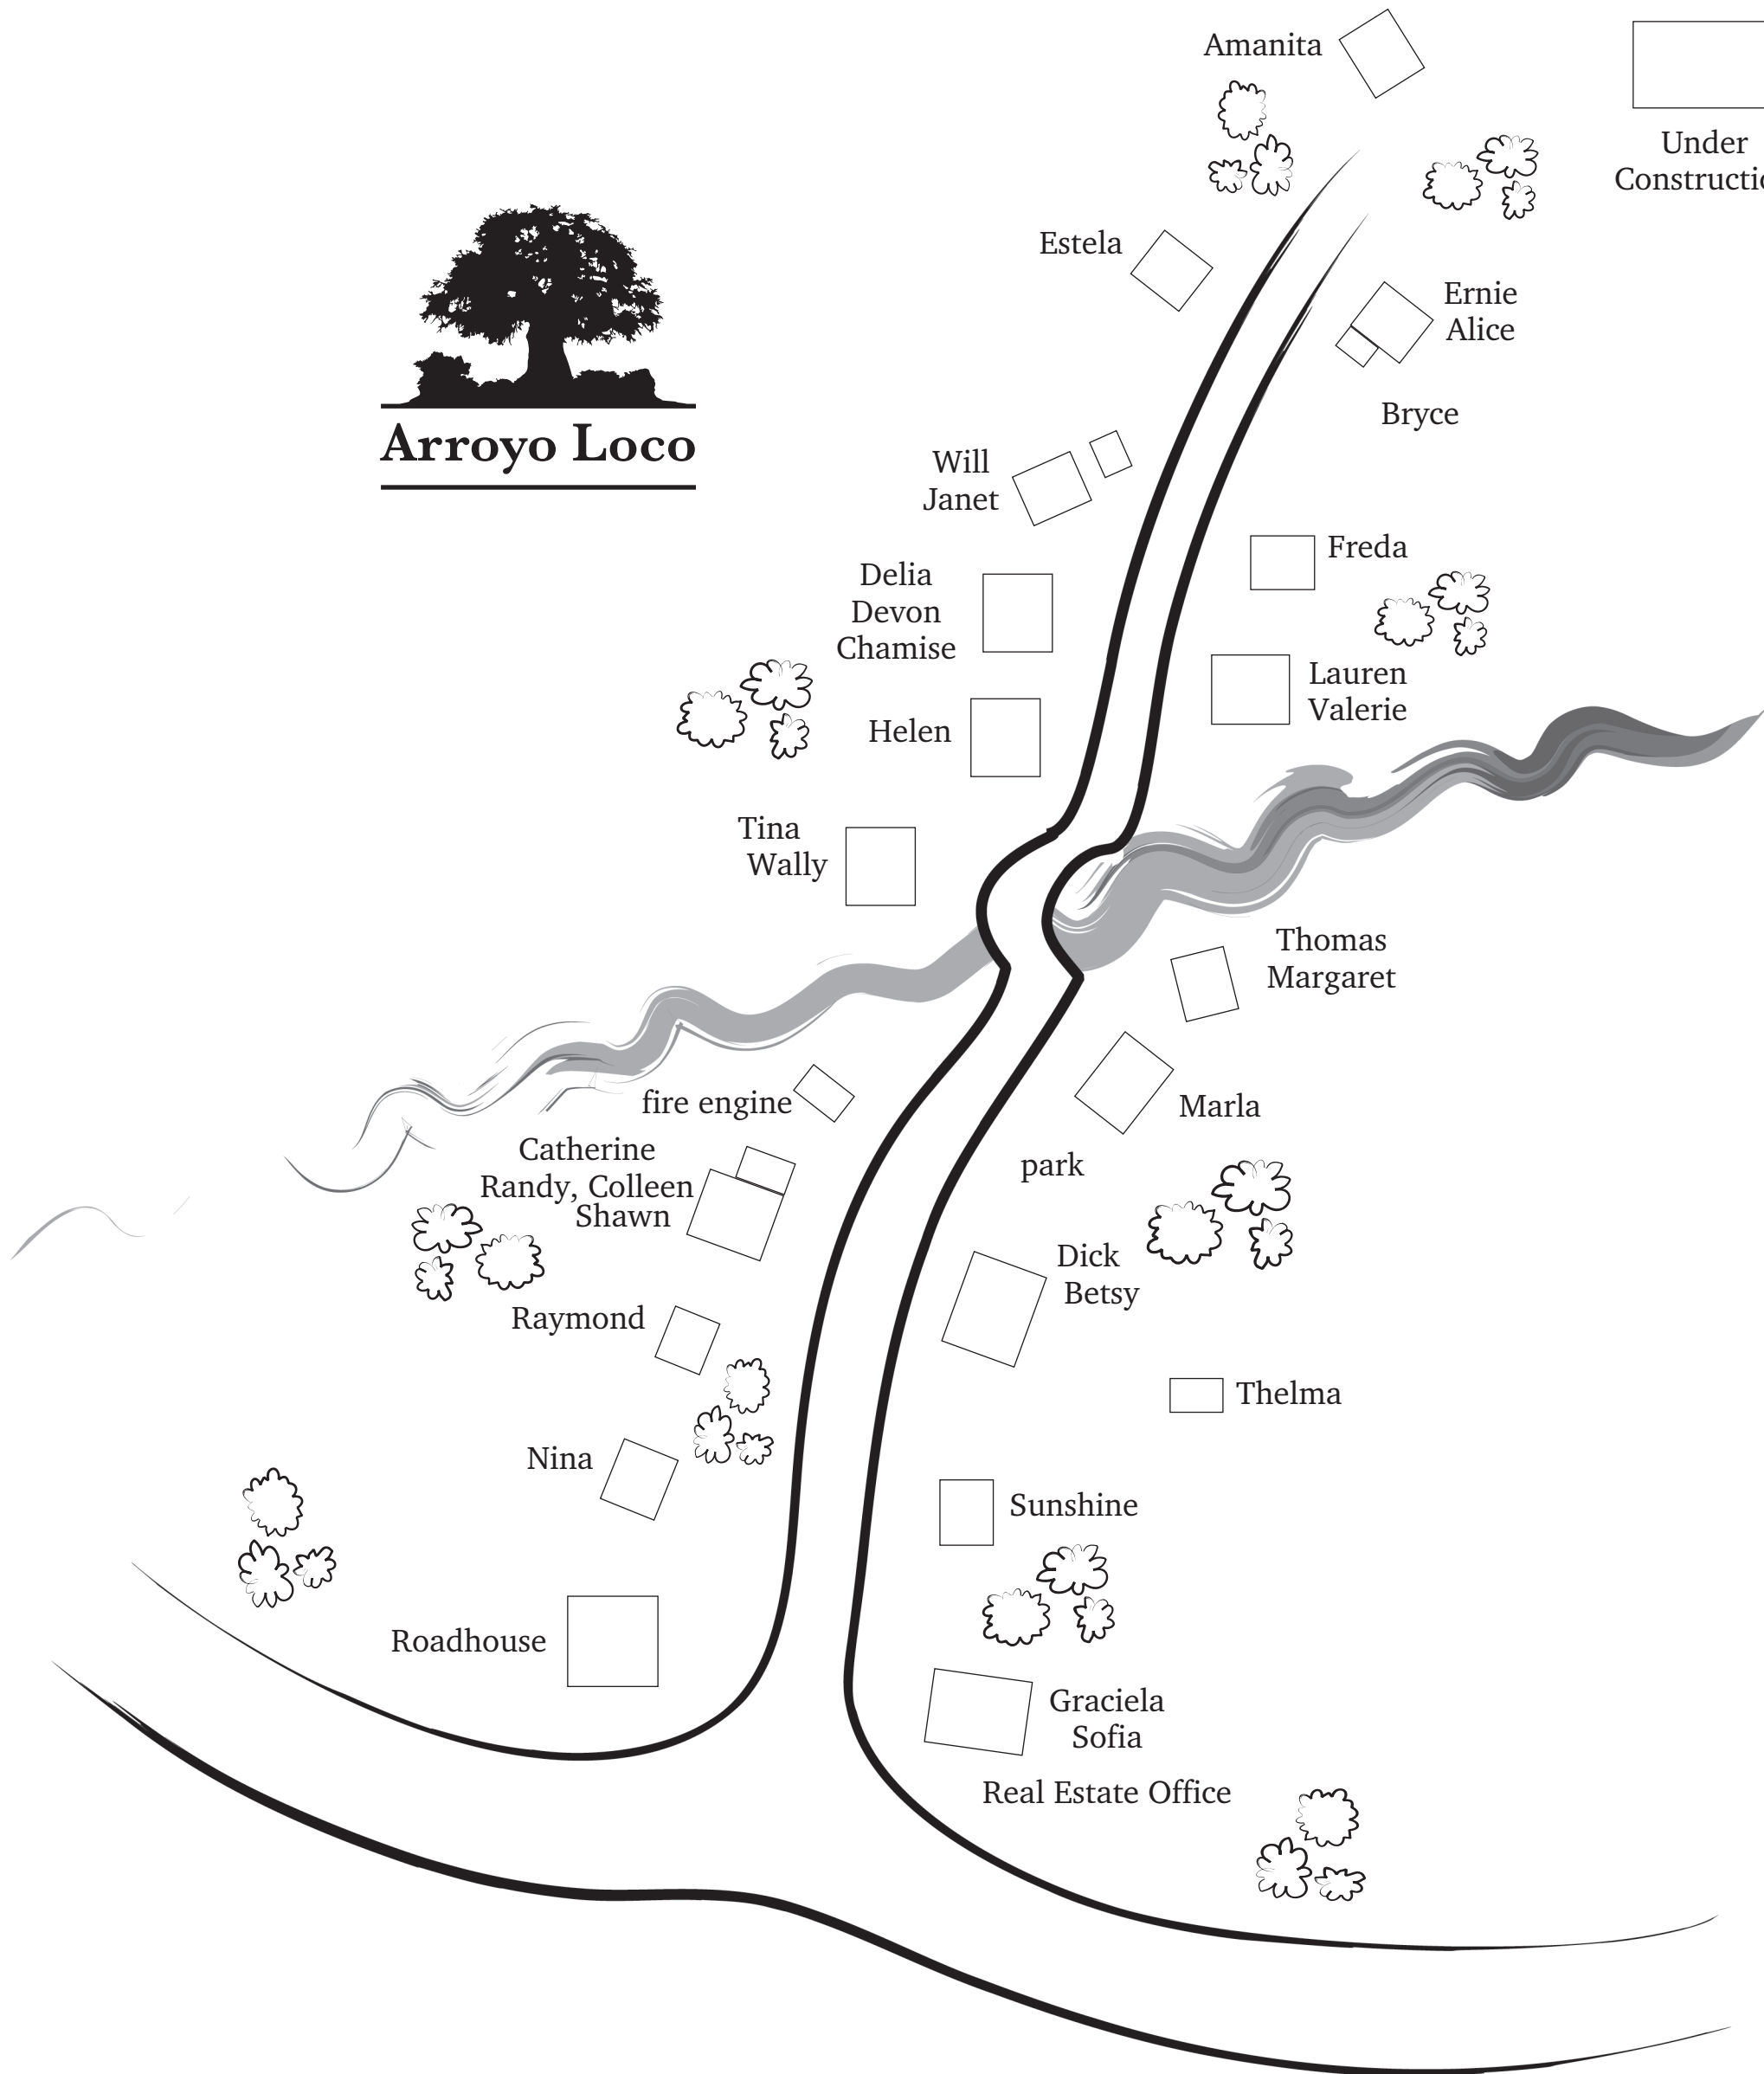 Amanita
Under
Constructio
Estela
Ernie
Alice
Bryce
Arroyo Loco
Will
Janet
Freda
Delia
Devon
Chamise
Lauren
Valerie
Helen
Tina
Wally
Thomas
Margaret
fire engine
Marla
Catherine
Randy, Colleen
Shawn
park
Dick
Betsy
Raymond
Thelma
Nina
Sunshine
Roadhouse
Graciela
Sofia
Real Estate Office